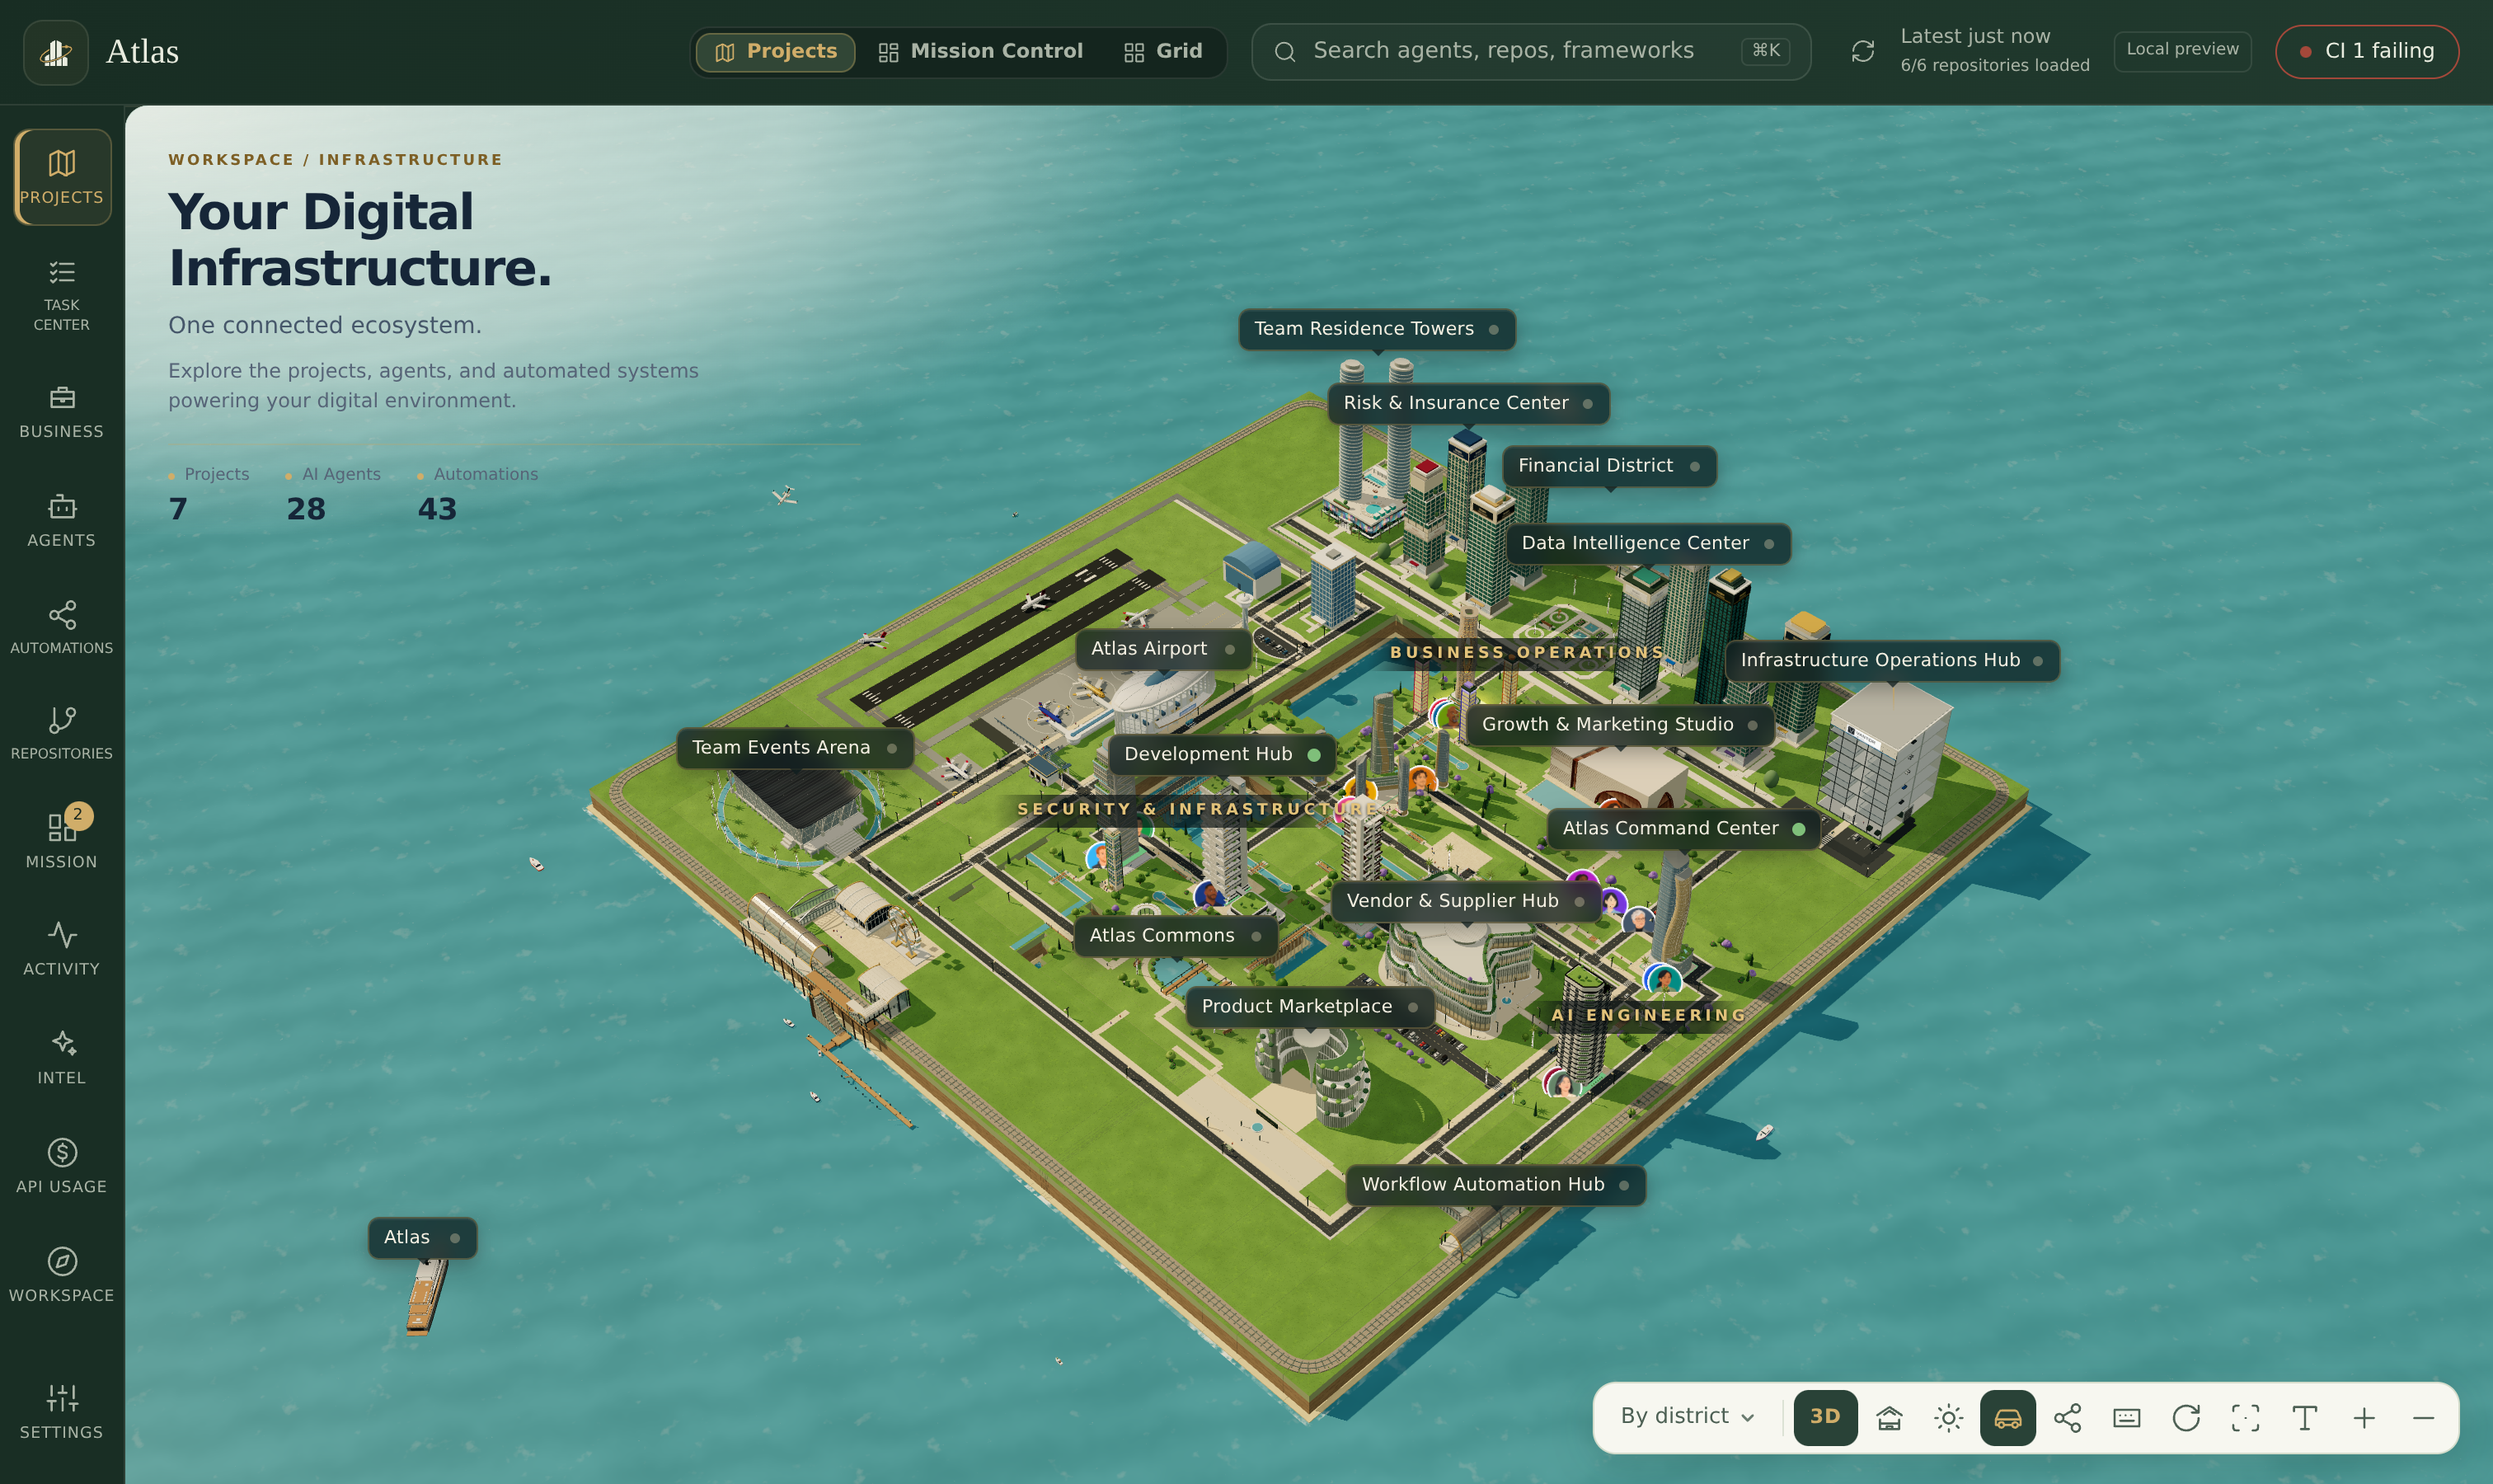 Atlas
Projects
Mission Control
Grid
Search agents, repos, frameworks
⌘K
Latest just now
6/6 repositories loaded
Local preview
CI 1 failing
PROJECTS
TASK
CENTER
BUSINESS
AGENTS
AUTOMATIONS
REPOSITORIES
2
MISSION
ACTIVITY
INTEL
API USAGE
WORKSPACE
SETTINGS
WORKSPACE / INFRASTRUCTURE
Your Digital
Infrastructure.
One connected ecosystem.
Explore the projects, agents, and automated systems
powering your digital environment.
Projects
7
AI Agents
28
Automations
43
Team Residence Towers
Risk & Insurance Center
Financial District
Data Intelligence Center
Atlas Airport
BUSINESS OPERATIONS
Infrastructure Operations Hub
Growth & Marketing Studio
Team Events Arena
Development Hub
SECURITY & INFRASTRUCTURE
Atlas Command Center
Vendor & Supplier Hub
Atlas Commons
Product Marketplace
AI ENGINEERING
Workflow Automation Hub
Atlas
By district
3D